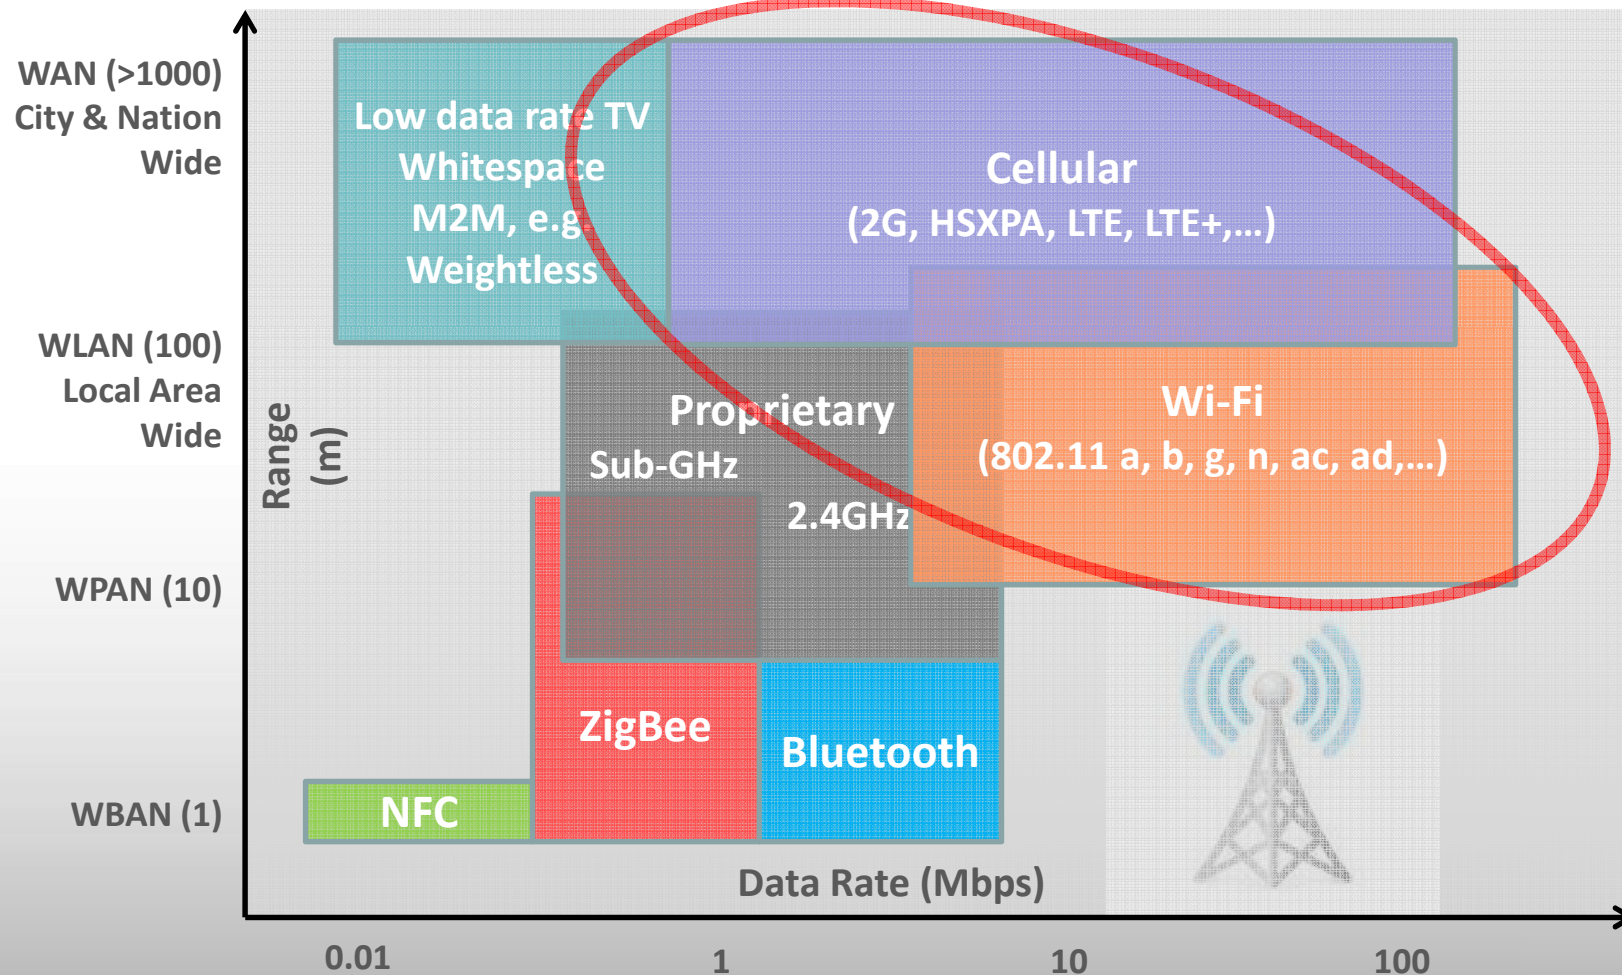 WAN (>1000)
City & Nation
Wide
WLAN (100)
Local Area
Wide
WPAN (10)
WBAN (1)
Range
(m)
Low data rate TV
Whitespace
M2M, e.g
Weightless
Cellular
(2G, HSXPA, LTE, LTE+,...)
Proprietary
Sub-GHz
2.4GHz
Wi-Fi
(802.11 a, b, g, n, ac, ad,...)
ZigBee
Bluetooth
NFC
Data Rate (Mbps)
0.01
1
10
100